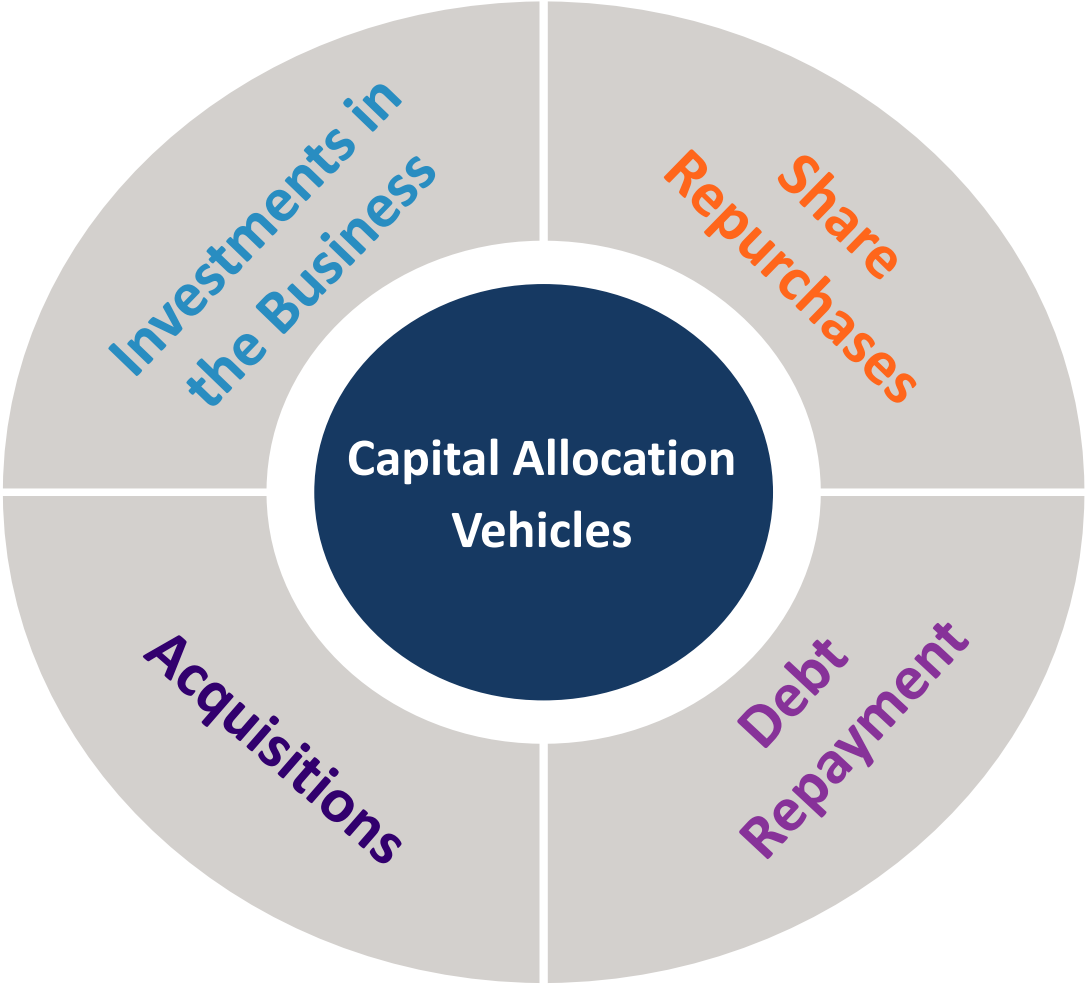 Investments in
the Business
Share
Repurchases
Capital Allocation
Vehicles
Acquisitions
Debt
Repayment